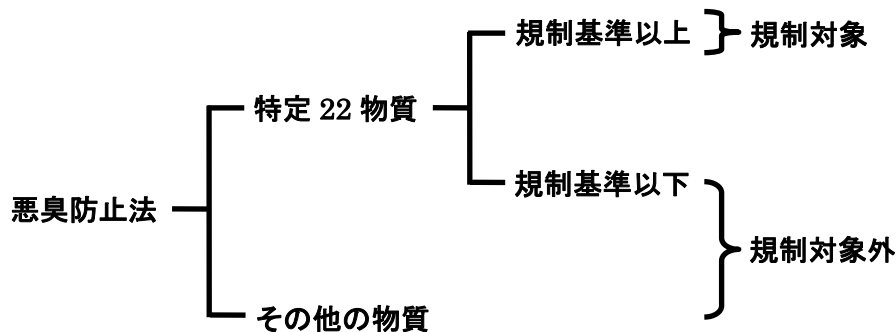 規制基準以上
規制対象
特定 22 物質
規制基準以下
悪臭防止法
規制対象外
その他の物質